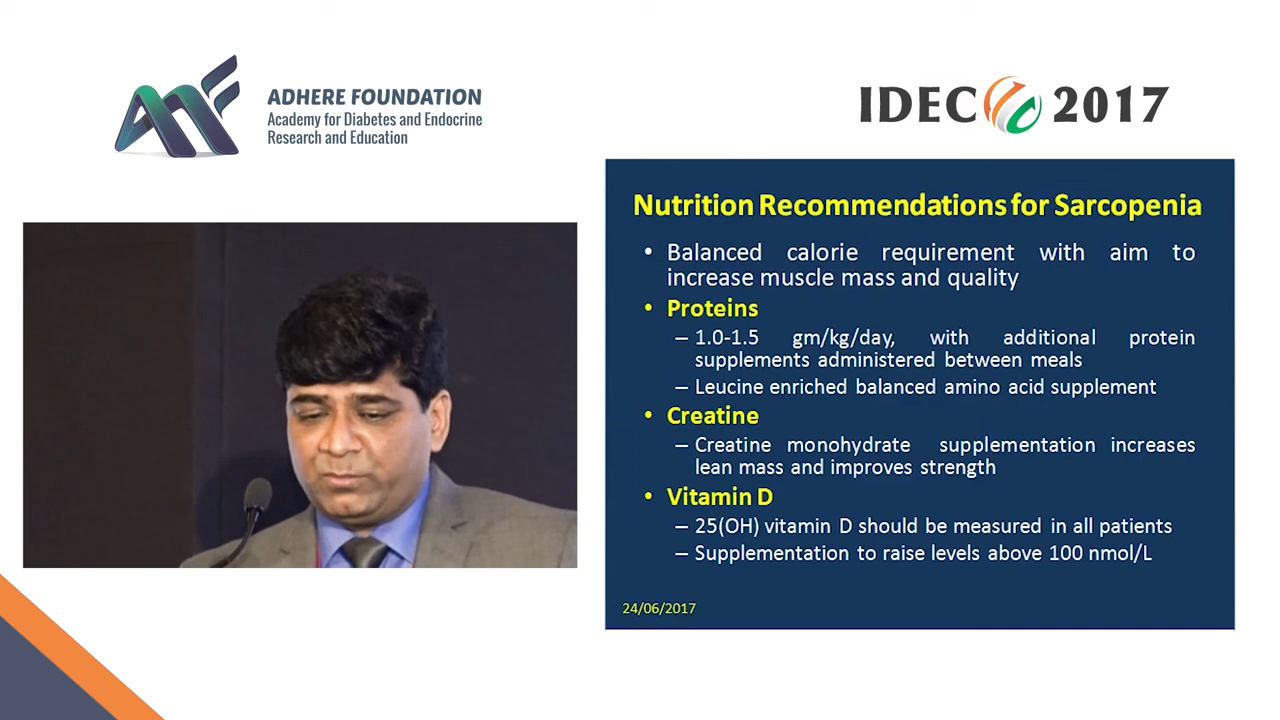 ADHERE FOUNDATION
Academy for Diabetes and Endocrine
Research and Education
IDEC 2017
Nutrition Recommendations for Sarcopenia
• Balanced calorie requirement with aim to
increase muscle mass and quality
• Proteins
– 1.0-1.5 gm/kg/day, with additional protein
supplements administered between meals
– Leucine enriched balanced amino acid supplement
• Creatine
– Creatine monohydrate supplementation increases
lean mass and improves strength
• Vitamin D
– 25(OH) vitamin D should be measured in all patients
– Supplementation to raise levels above 100 nmol/L
24/06/2017